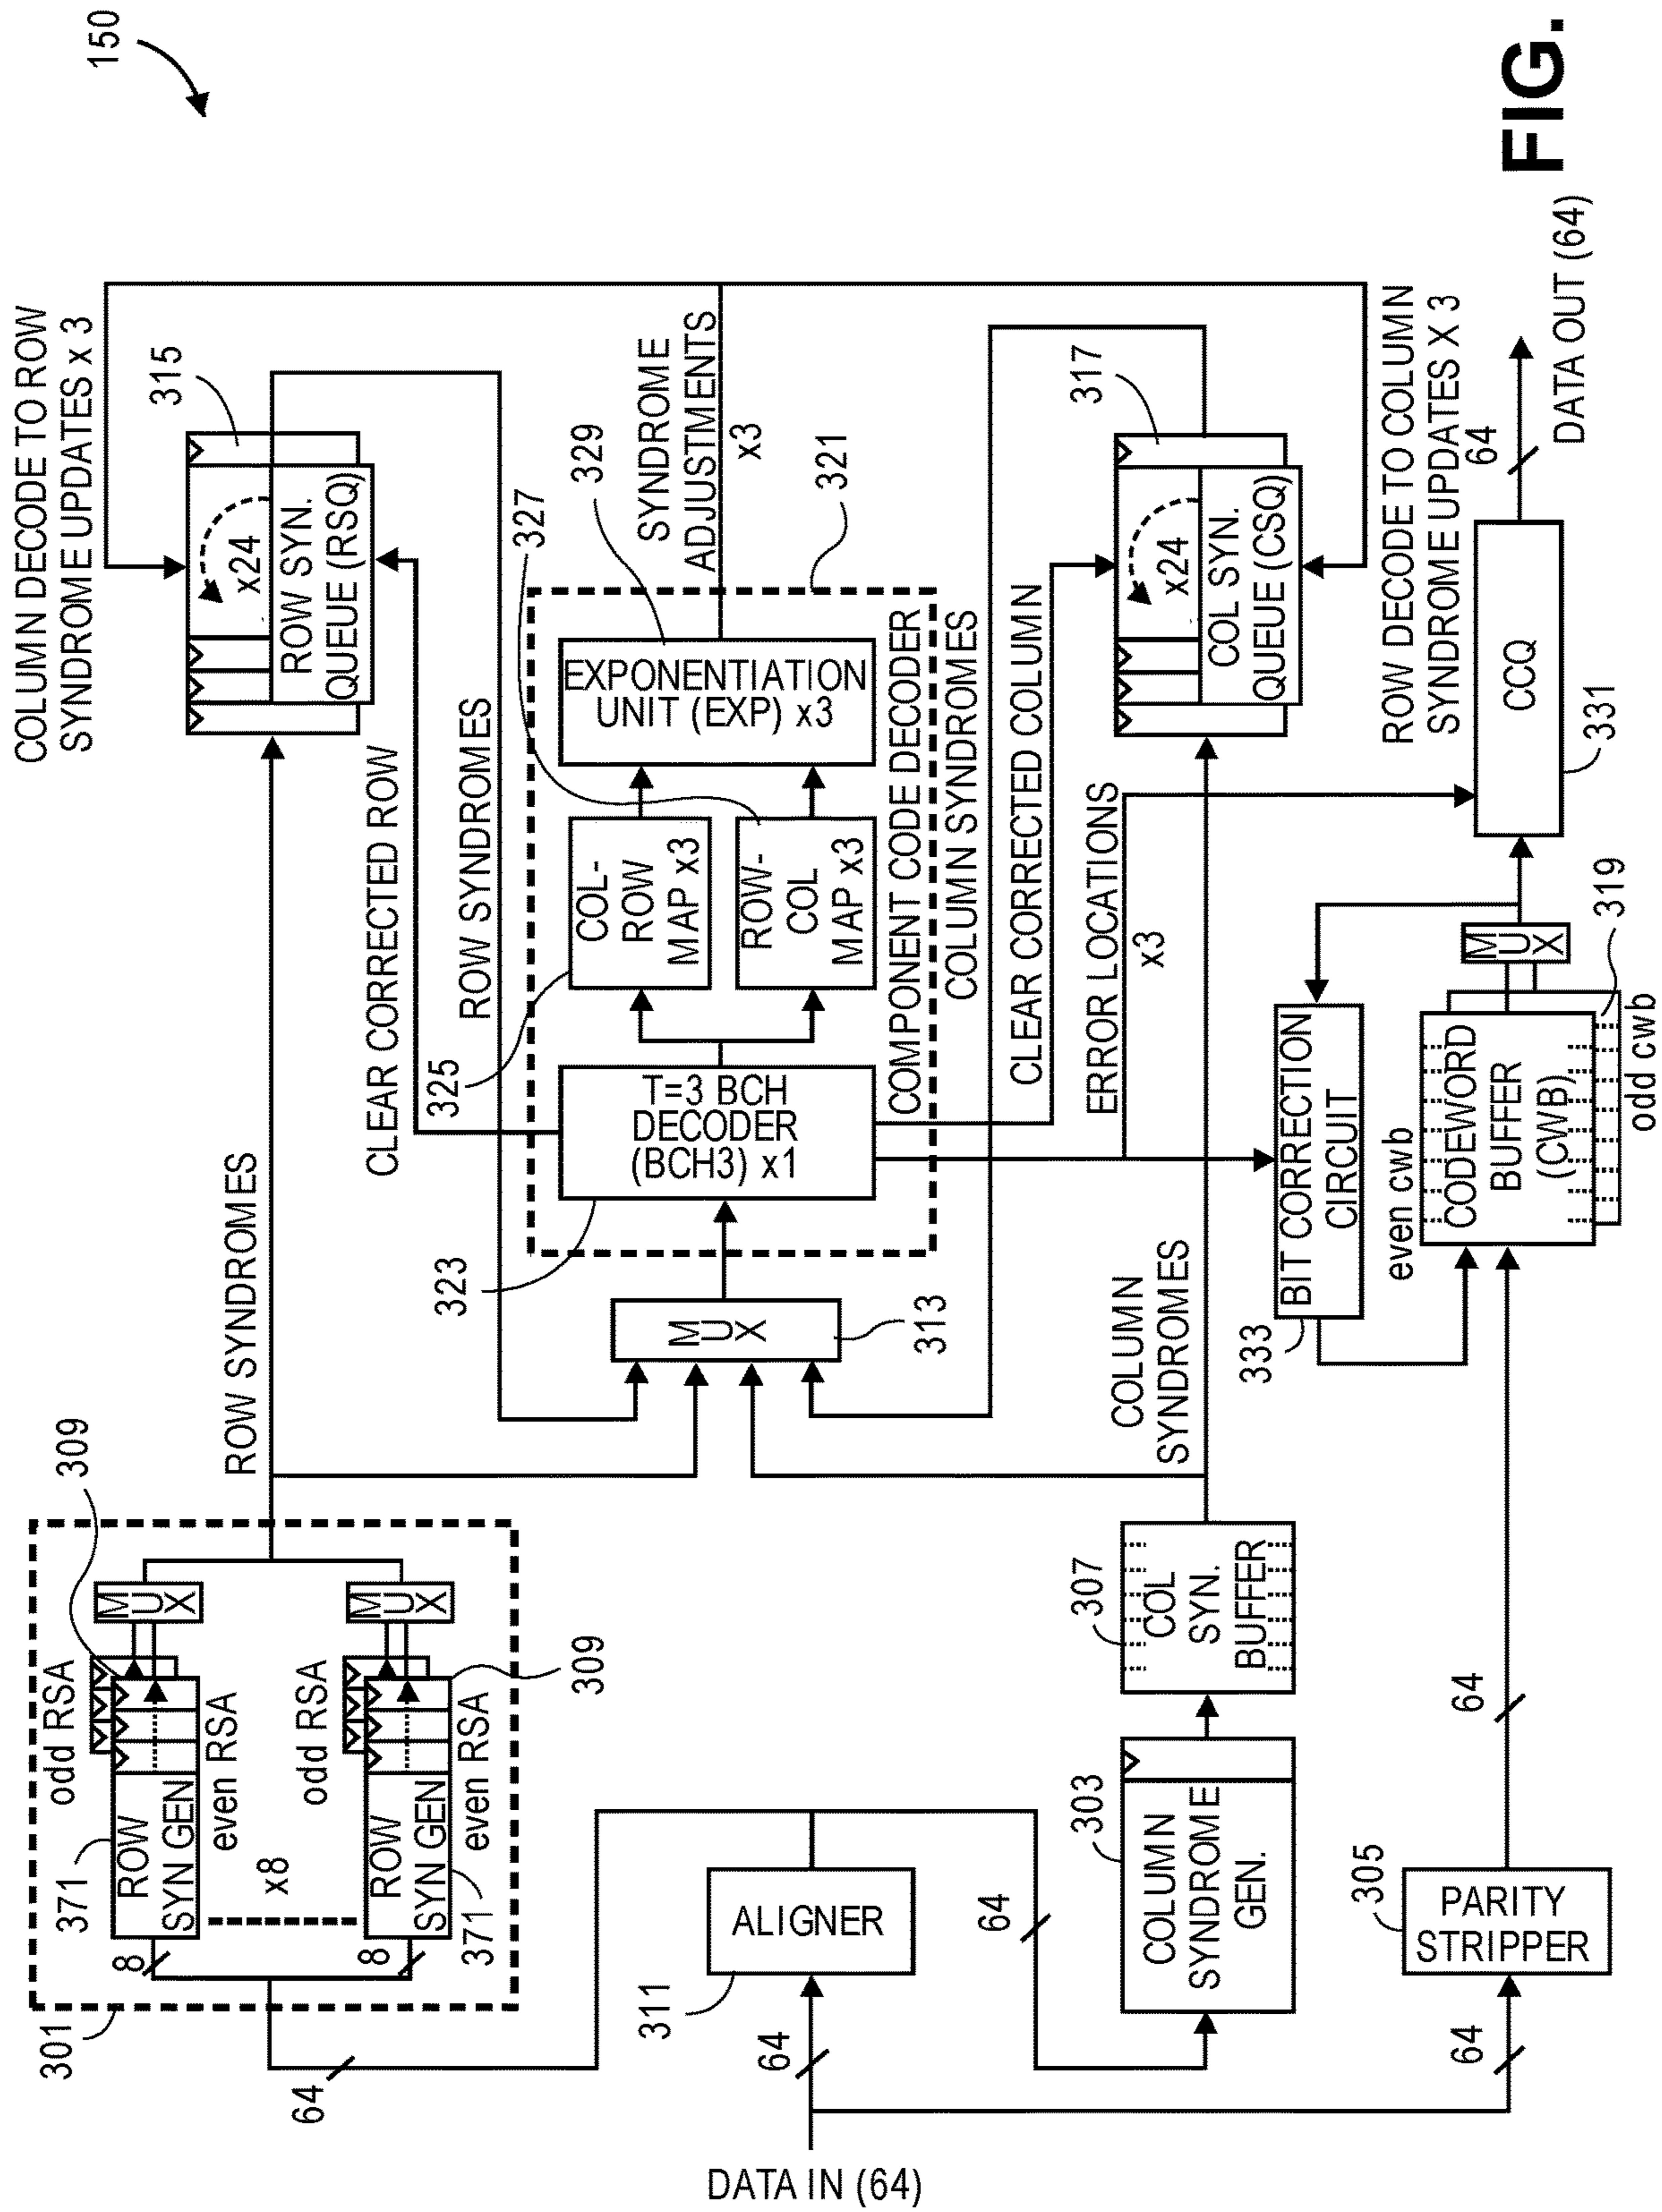 150
FIG.
COLUMN DECODE TO ROW
SYNDROME UPDATES x 3
315
x24
ROW SYN.
QUEUE (RSQ)
CLEAR CORRECTED ROW
ROW SYNDROMES
ROW SYNDROMES
301
309
odd RSA
371
ROW
SYN GEN
even RSA
MUX
8
x8
odd RSA
ROW
SYN GEN
371
even RSA
309
MUX
8
64
SYNDROME
ADJUSTMENTS
x3
327
329
321
EXPONENTIATION
UNIT (EXP) x3
COL-
ROW
MAP x3
ROW-
COL
MAP x3
325
T=3 BCH
DECODER
(BCH3) x1
323
COMPONENT CODE DECODER
MUX
313
COLUMN SYNDROMES
CLEAR CORRECTED COLUMN
ERROR LOCATIONS
x3
317
x24
COL SYN.
QUEUE (CSQ)
ROW DECODE TO COLUMN
SYNDROME UPDATES X 3
COLUMN
SYNDROMES
307
COL
SYN.
BUFFER
303
COLUMN
SYNDROME
GEN.
64
ALIGNER
311
64
DATA IN (64)
64
305
PARITY
STRIPPER
64
BIT CORRECTION
CIRCUIT
333
even cwb
CODEWORD
BUFFER
(CWB)
odd cwb
319
MUX
CCQ
331
64
DATA OUT (64)